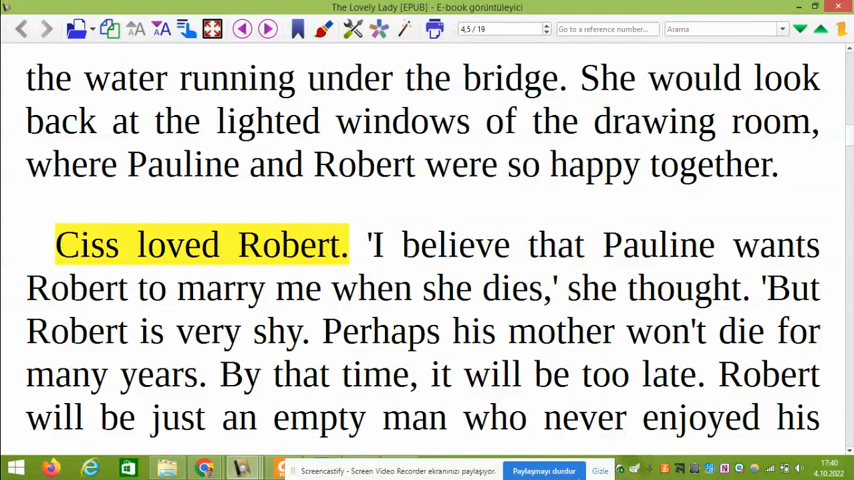 The Lovely Lady [EPUB] - E-book görüntüleyici
4,5 / 19
Go to a reference number...
Arama
the water running under the bridge. She would look
back at the lighted windows of the drawing room,
where Pauline and Robert were so happy together.
Ciss loved Robert. 'I believe that Pauline wants
Robert to marry me when she dies,' she thought. 'But
Robert is very shy. Perhaps his mother won't die for
many years. By that time, it will be too late. Robert
will be just an empty man who never enjoyed his
Screencastify - Screen Video Recorder ekranınızı paylaşıyor.
Paylaşmayı durdur
Gizle
17:40
4.10.2022